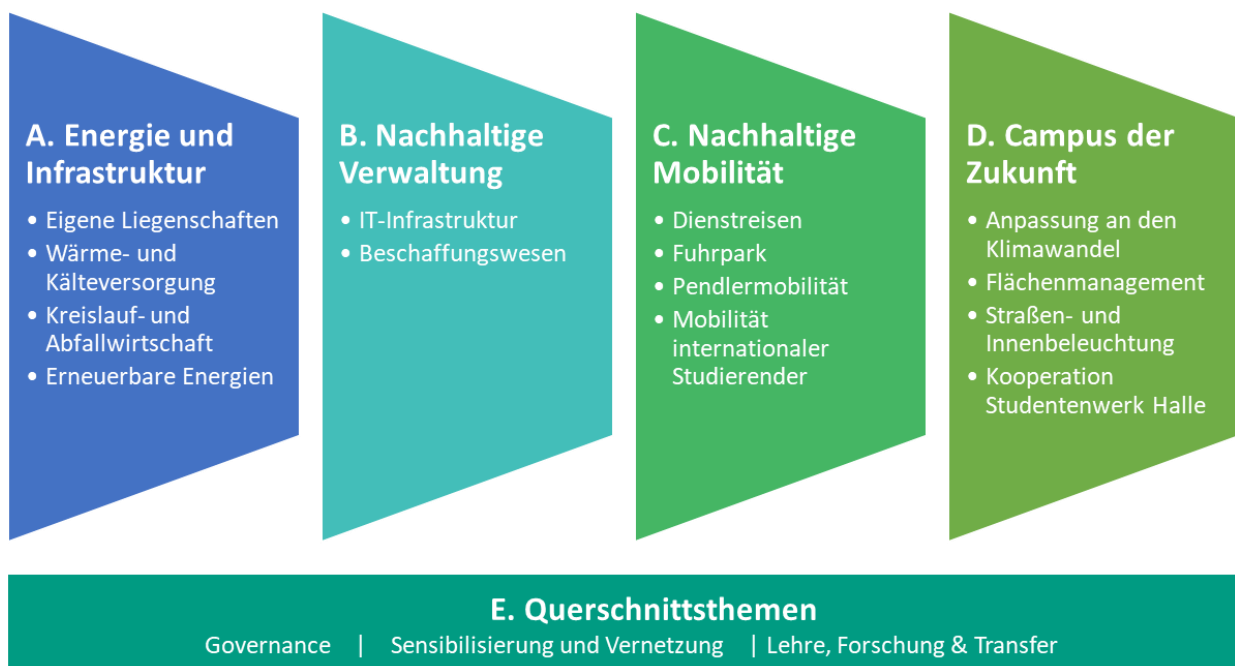 A. Energie und
Infrastruktur
• Eigene Liegenschaften
• Wärme- und
Kälteversorgung
• Kreislauf- und
Abfallwirtschaft
• Erneuerbare Energien
B. Nachhaltige
Verwaltung
• IT-Infrastruktur
• Beschaffungswesen
C. Nachhaltige
Mobilität
• Dienstreisen
• Fuhrpark
• Pendlermobilität
• Mobilität
internationaler
Studierender
D. Campus der
Zukunft
• Anpassung an den
Klimawandel
• Flächenmanagement
• Straßen- und
Innenbeleuchtung
• Kooperation
Studentenwerk Halle
E. Querschnittsthemen
Governance | Sensibilisierung und Vernetzung | Lehre, Forschung & Transfer